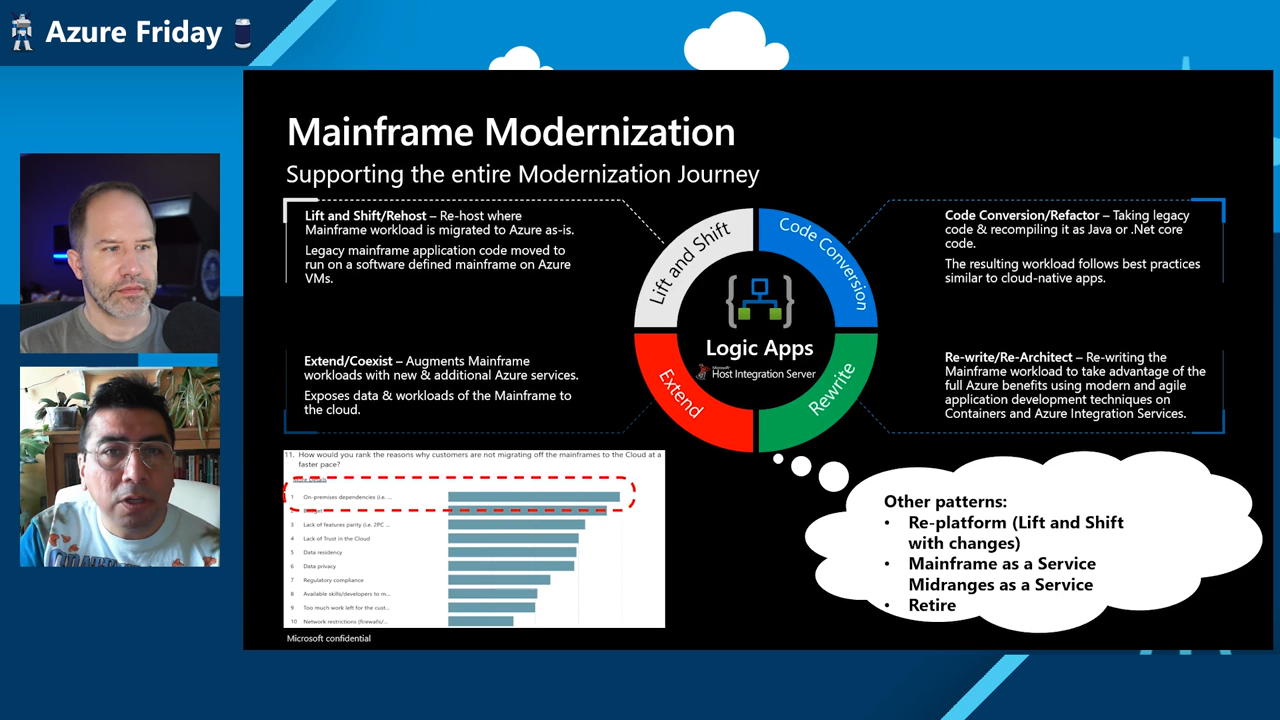 Azure Friday
Mainframe Modernization
Supporting the entire Modernization Journey
Lift and Shift/Rehost – Re-host where
Mainframe workload is migrated to Azure as-is.
Legacy mainframe application code moved to
run on a software defined mainframe on Azure
VMs.
Extend/Coexist – Augments Mainframe
workloads with new & additional Azure services.
Exposes data & workloads of the Mainframe to
the cloud.
Lift and Shift
Code Conversion
Extend
Rewrite
Logic Apps
Microsoft
Host Integration Server
Code Conversion/Refactor – Taking legacy
code & recompiling it as Java or .Net core
code.
The resulting workload follows best practices
similar to cloud-native apps.
Re-write/Re-Architect – Re-writing the
Mainframe workload to take advantage of the
full Azure benefits using modern and agile
application development techniques on
Containers and Azure Integration Services.
11. How would you rank the reasons why customers are not migrating off the mainframes to the Cloud at a
faster pace?
More Details
1 On-premises dependencies (i.e. ...
2 Budget
3 Lack of features parity (i.e. 2PC ...
4 Lack of Trust in the Cloud
5 Data residency
6 Data privacy
7 Regulatory compliance
8 Available skills/developers to m...
9 Too much work left for the cust...
10 Network restrictions (firewalls/...
Microsoft confidential
Other patterns:
• Re-platform (Lift and Shift
with changes)
• Mainframe as a Service
Midranges as a Service
• Retire